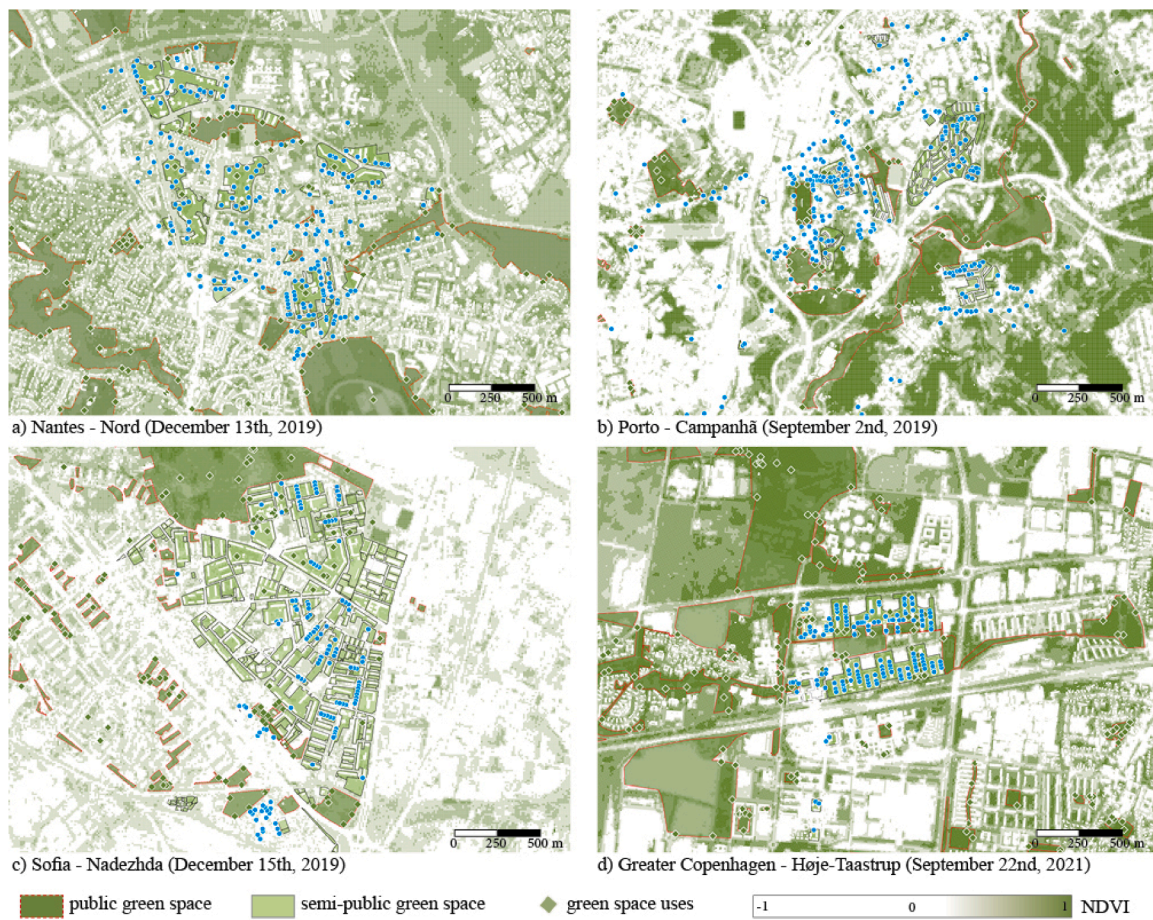 0 250 500 m
0 250 500 m
a) Nantes - Nord (December 13th, 2019)
b) Porto - Campanhã (September 2nd, 2019)
0 250 500 m
0 250 500 m
c) Sofia - Nadezhda (December 15th, 2019)
d) Greater Copenhagen - Høje-Taastrup (September 22nd, 2021)
public green space
semi-public green space
green space uses
-1 0 1 NDVI